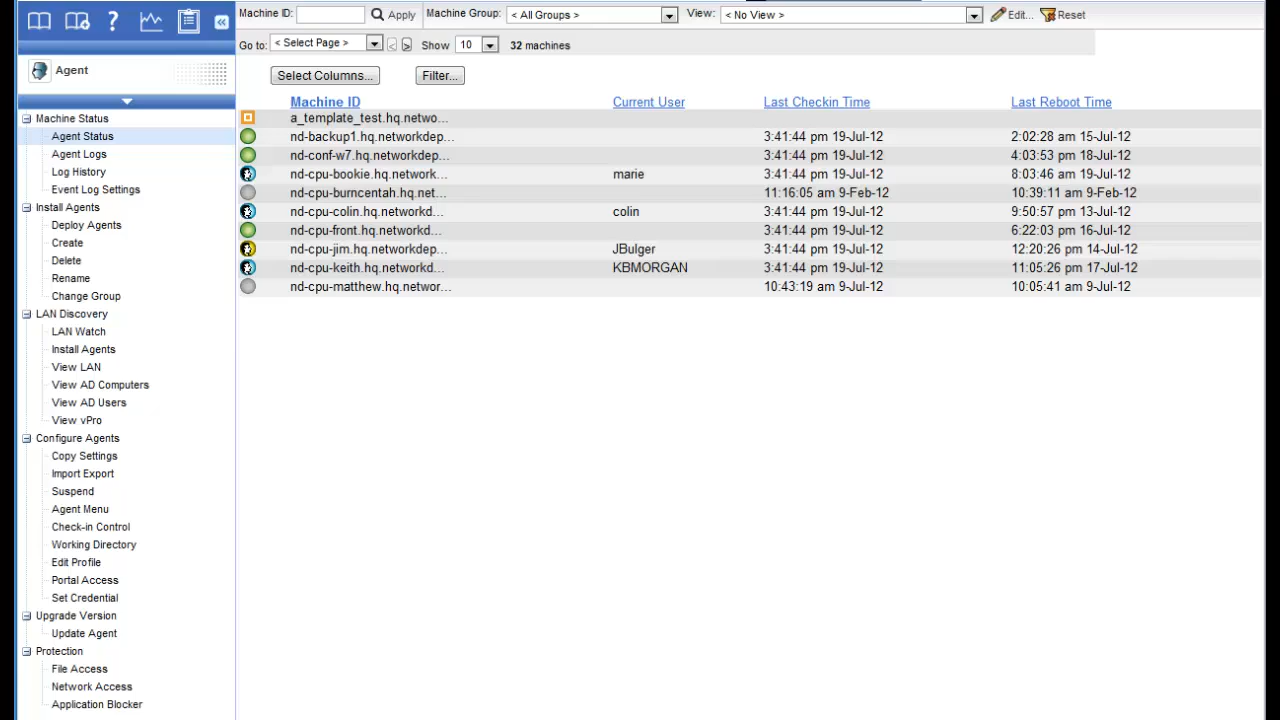 Machine ID: Apply Machine Group: < All Groups > View: < No View > Edit... Reset
Go to: < Select Page > < > Show 10 32 machines
Agent
Select Columns... Filter...
Machine ID Current User Last Checkin Time Last Reboot Time
a_template_test.hq.netwo...
nd-backup1.hq.networkdep... 3:41:44 pm 19-Jul-12 2:02:28 am 15-Jul-12
nd-conf-w7.hq.networkdep... 3:41:44 pm 19-Jul-12 4:03:53 pm 18-Jul-12
nd-cpu-bookie.hq.network... marie 3:41:44 pm 19-Jul-12 8:03:46 am 19-Jul-12
nd-cpu-burncentah.hq.net... 11:16:05 am 9-Feb-12 10:39:11 am 9-Feb-12
nd-cpu-colin.hq.networkd... colin 3:41:44 pm 19-Jul-12 9:50:57 pm 13-Jul-12
nd-cpu-front.hq.networkd... 3:41:44 pm 19-Jul-12 6:22:03 pm 16-Jul-12
nd-cpu-jim.hq.networkdep... JBulger 3:41:44 pm 19-Jul-12 12:20:26 pm 14-Jul-12
nd-cpu-keith.hq.networkd... KBMORGAN 3:41:44 pm 19-Jul-12 11:05:26 pm 17-Jul-12
nd-cpu-matthew.hq.networ... 10:43:19 am 9-Jul-12 10:05:41 am 9-Jul-12
Machine Status
Agent Status
Agent Logs
Log History
Event Log Settings
Install Agents
Deploy Agents
Create
Delete
Rename
Change Group
LAN Discovery
LAN Watch
Install Agents
View LAN
View AD Computers
View AD Users
View vPro
Configure Agents
Copy Settings
Import Export
Suspend
Agent Menu
Check-in Control
Working Directory
Edit Profile
Portal Access
Set Credential
Upgrade Version
Update Agent
Protection
File Access
Network Access
Application Blocker